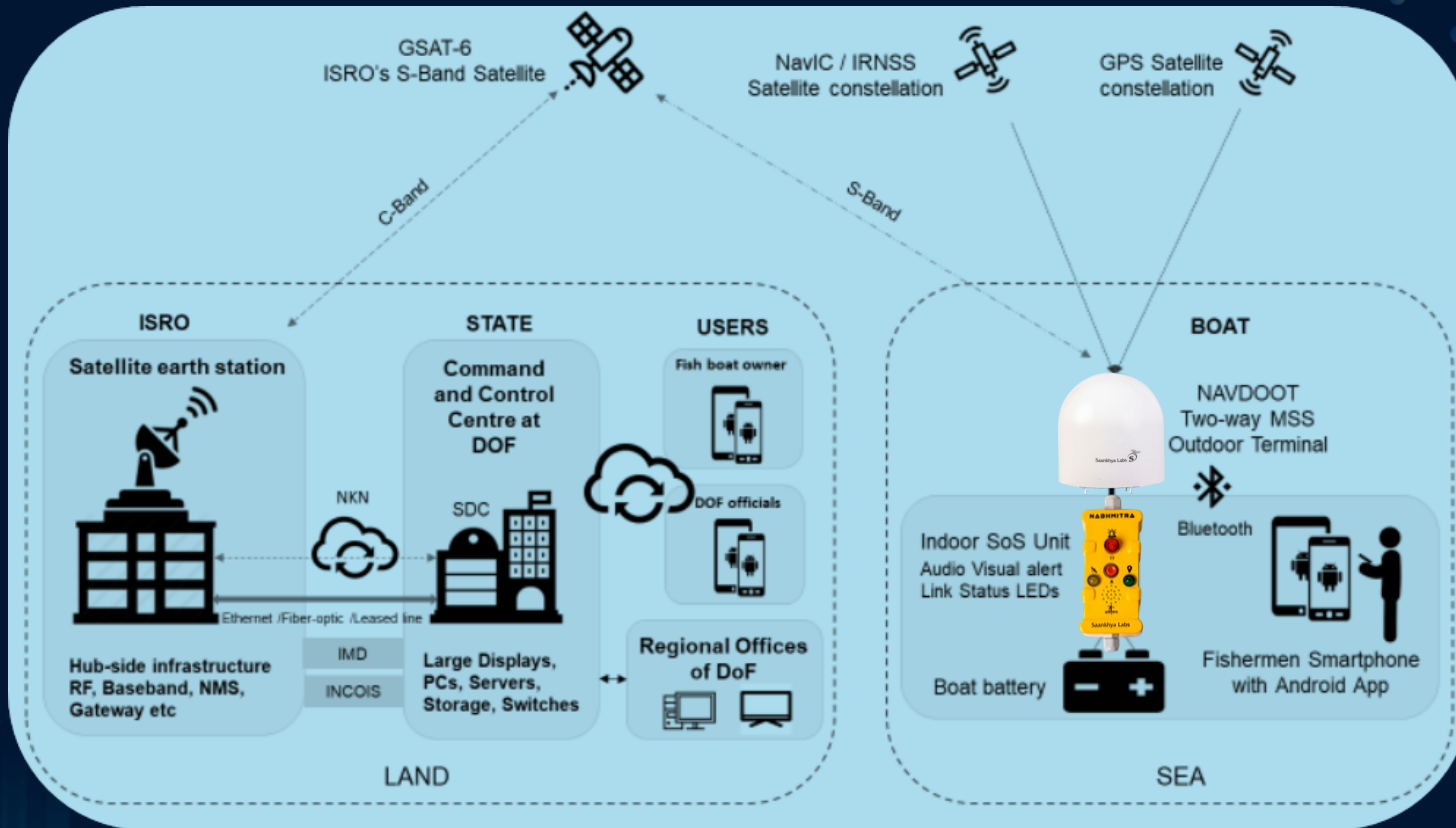 GSAT-6
ISRO's S-Band Satellite
NavIC / IRNSS
Satellite constellation
GPS Satellite
constellation
C-Band
S-Band
ISRO
Satellite earth station
Hub-side infrastructure
RF, Baseband, NMS,
Gateway etc
NKN
Ethernet /Fiber-optic /Leased line
IMD
INCOIS
STATE
Command
and Control
Centre at
DOF
SDC
Large Displays,
PCs, Servers,
Storage, Switches
USERS
Fish boat owner
DOF officials
Regional Offices
of DoF
LAND
BOAT
NAVDOOT
Two-way MSS
Outdoor Terminal
Saankhya Labs
Bluetooth
NABHMITRA
Saankhya Labs
Indoor SoS Unit
Audio Visual alert
Link Status LEDs
Boat battery
Fishermen Smartphone
with Android App
SEA